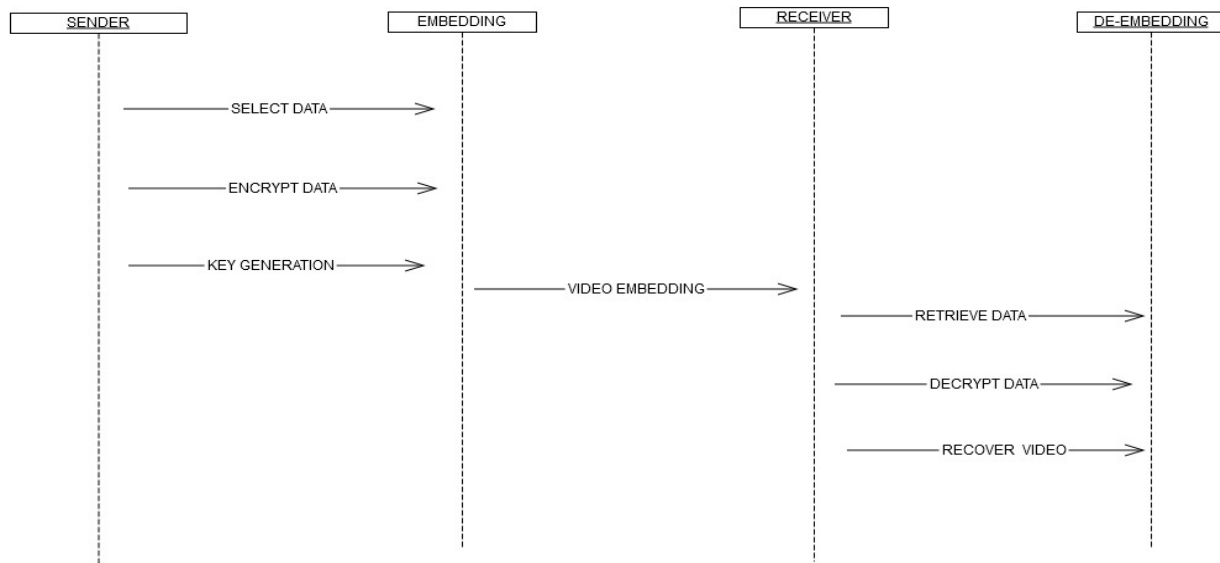 SENDER
EMBEDDING
RECEIVER
DE-EMBEDDING
SELECT DATA
ENCRYPT DATA
KEY GENERATION
VIDEO EMBEDDING
RETRIEVE DATA
DECRYPT DATA
RECOVER VIDEO